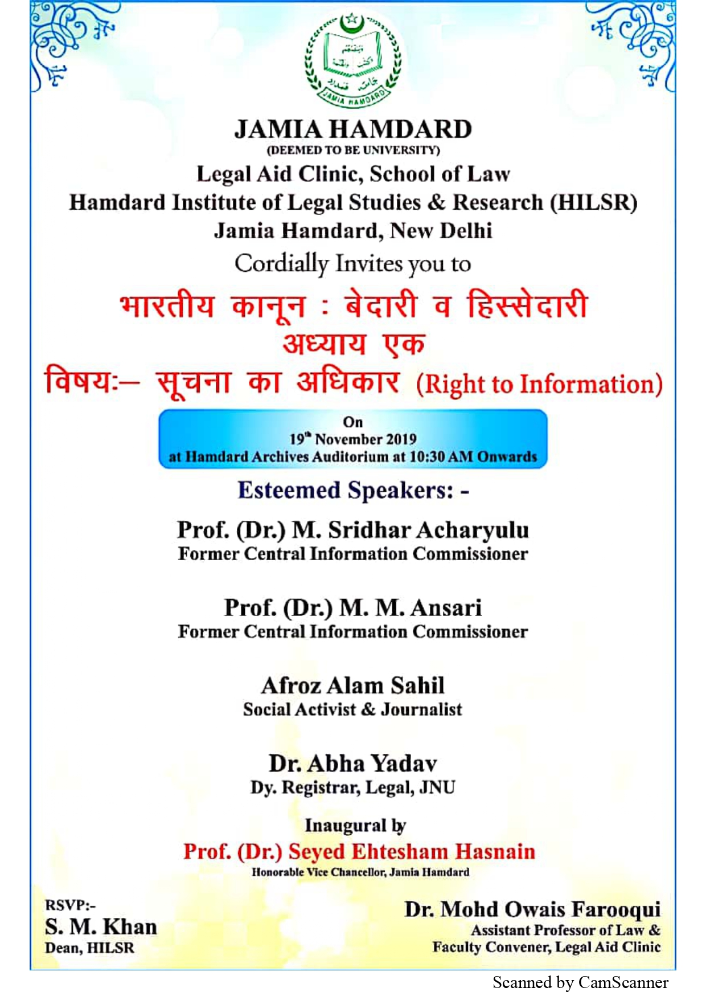 JAMIA HAMDARD
JAMIA HAMDARD
(DEEMED TO BE UNIVERSITY)
Legal Aid Clinic, School of Law
Hamdard Institute of Legal Studies & Research (HILSR)
Jamia Hamdard, New Delhi
Cordially Invites you to
भारतीय कानून : बेदारी व हिस्सेदारी
अध्याय एक
विषय:– सूचना का अधिकार (Right to Information)
On
19th November 2019
at Hamdard Archives Auditorium at 10:30 AM Onwards
Esteemed Speakers: -
Prof. (Dr.) M. Sridhar Acharyulu
Former Central Information Commissioner
Prof. (Dr.) M. M. Ansari
Former Central Information Commissioner
Afroz Alam Sahil
Social Activist & Journalist
Dr. Abha Yadav
Dy. Registrar, Legal, JNU
Inaugural by
Prof. (Dr.) Seyed Ehtesham Hasnain
Honorable Vice Chancellor, Jamia Hamdard
RSVP:-
S. M. Khan
Dean, HILSR
Dr. Mohd Owais Farooqui
Assistant Professor of Law &
Faculty Convener, Legal Aid Clinic
Scanned by CamScanner